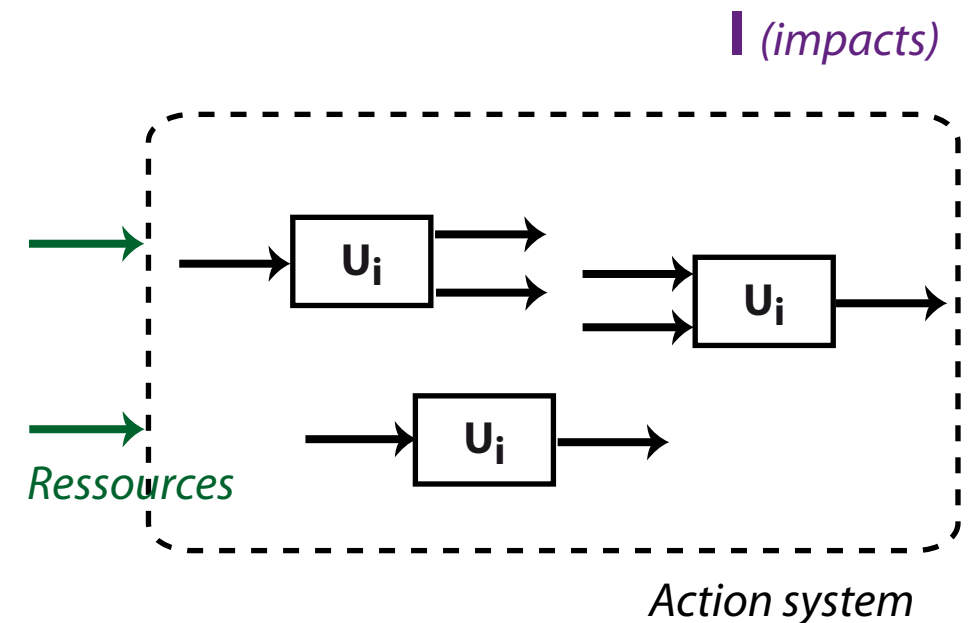 I (impacts)
Ui
Ui
Ui
Ressources
Action system